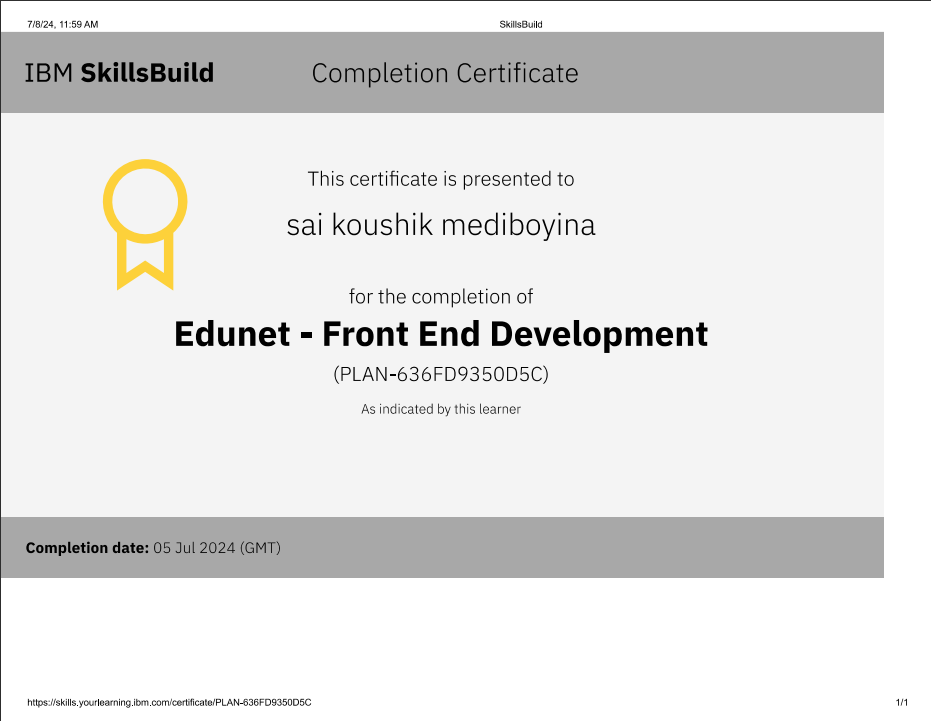 7/8/24, 11:59 AM SkillsBuild
IBM SkillsBuild Completion Certificate
This certificate is presented to
sai koushik mediboyina
for the completion of
Edunet - Front End Development
(PLAN-636FD9350D5C)
As indicated by this learner
Completion date: 05 Jul 2024 (GMT)
https://skills.yourlearning.ibm.com/certificate/PLAN-636FD9350D5C 1/1